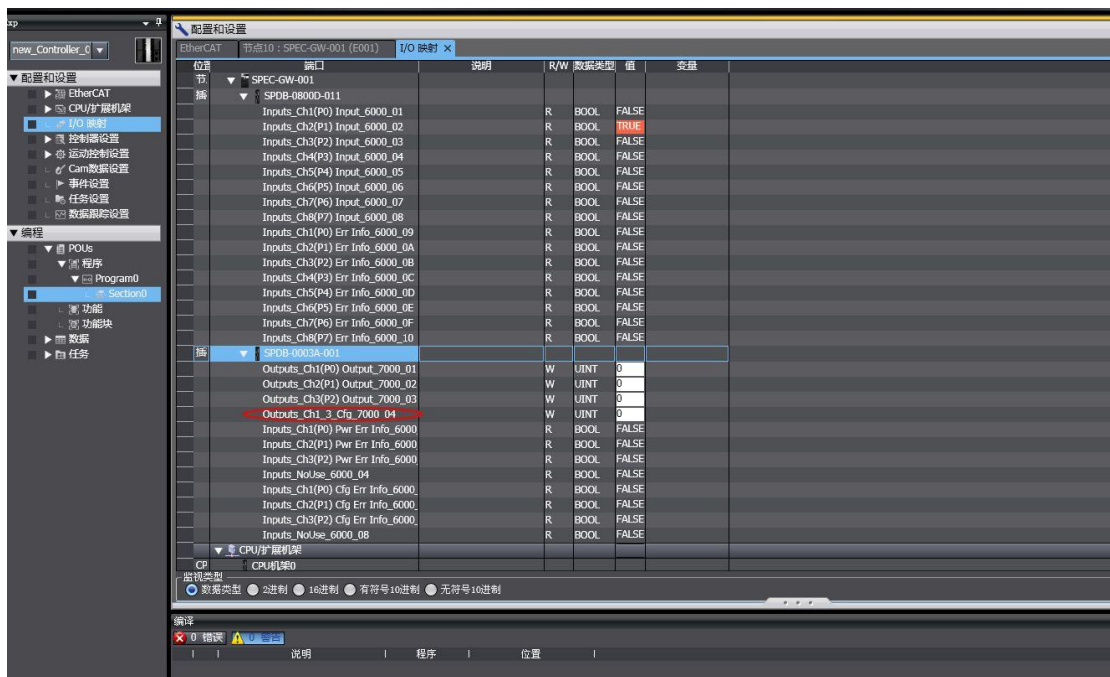 xp
配置和设置
new_Controller_0
EtherCAT 节点10 : SPEC-GW-001 (E001) I/O 映射
位置 端口 说明 R/W 数据类型 值 变量
▼配置和设置
节 ▼ SPEC-GW-001
▶ EtherCAT
插 ▼ SPDB-0800D-011
▶ CPU/扩展机架
Inputs_Ch1(P0) Input_6000_01 R BOOL FALSE
I/O 映射
Inputs_Ch2(P1) Input_6000_02 R BOOL TRUE
▶ 控制器设置
Inputs_Ch3(P2) Input_6000_03 R BOOL FALSE
▶ 运动控制设置
Inputs_Ch4(P3) Input_6000_04 R BOOL FALSE
Cam数据设置
Inputs_Ch5(P4) Input_6000_05 R BOOL FALSE
▶ 事件设置
Inputs_Ch6(P5) Input_6000_06 R BOOL FALSE
任务设置
Inputs_Ch7(P6) Input_6000_07 R BOOL FALSE
数据跟踪设置
Inputs_Ch8(P7) Input_6000_08 R BOOL FALSE
▼编程
Inputs_Ch1(P0) Err Info_6000_09 R BOOL FALSE
▼ POUs
Inputs_Ch2(P1) Err Info_6000_0A R BOOL FALSE
▼ 程序
Inputs_Ch3(P2) Err Info_6000_0B R BOOL FALSE
▼ Program0
Inputs_Ch4(P3) Err Info_6000_0C R BOOL FALSE
Section0
Inputs_Ch5(P4) Err Info_6000_0D R BOOL FALSE
功能
Inputs_Ch6(P5) Err Info_6000_0E R BOOL FALSE
功能块
Inputs_Ch7(P6) Err Info_6000_0F R BOOL FALSE
▶ 数据
Inputs_Ch8(P7) Err Info_6000_10 R BOOL FALSE
▶ 任务
插 ▼ SPDB-0003A-001
Outputs_Ch1(P0) Output_7000_01 W UINT 0
Outputs_Ch2(P1) Output_7000_02 W UINT 0
Outputs_Ch3(P2) Output_7000_03 W UINT 0
Outputs_Ch1_3_Cfg_7000_04 W UINT 0
Inputs_Ch1(P0) Pwr Err Info_6000 R BOOL FALSE
Inputs_Ch2(P1) Pwr Err Info_6000 R BOOL FALSE
Inputs_Ch3(P2) Pwr Err Info_6000 R BOOL FALSE
Inputs_NoUse_6000_04 R BOOL FALSE
Inputs_Ch1(P0) Cfg Err Info_6000_ R BOOL FALSE
Inputs_Ch2(P1) Cfg Err Info_6000_ R BOOL FALSE
Inputs_Ch3(P2) Cfg Err Info_6000_ R BOOL FALSE
Inputs_NoUse_6000_08 R BOOL FALSE
▼ CPU/扩展机架
CP CPU机架0
监视类型
数据类型 2进制 16进制 有符号10进制 无符号10进制
编译
0 错误 0 警告
说明 程序 位置